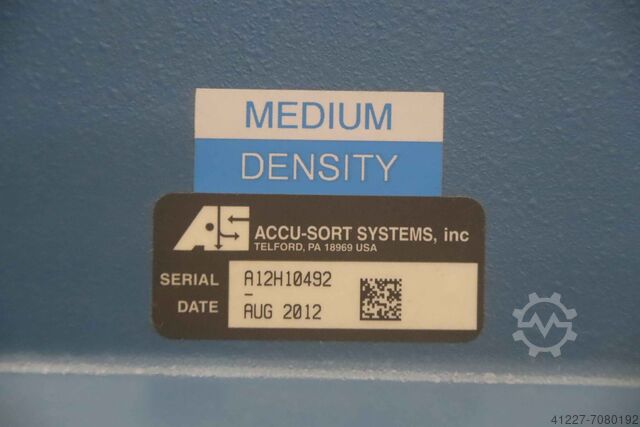 MEDIUM
DENSITY
AS ACCU-SORT SYSTEMS, inc
TELFORD, PA 18969 USA
SERIAL A12H10492
-
DATE AUG 2012
41227-7080192